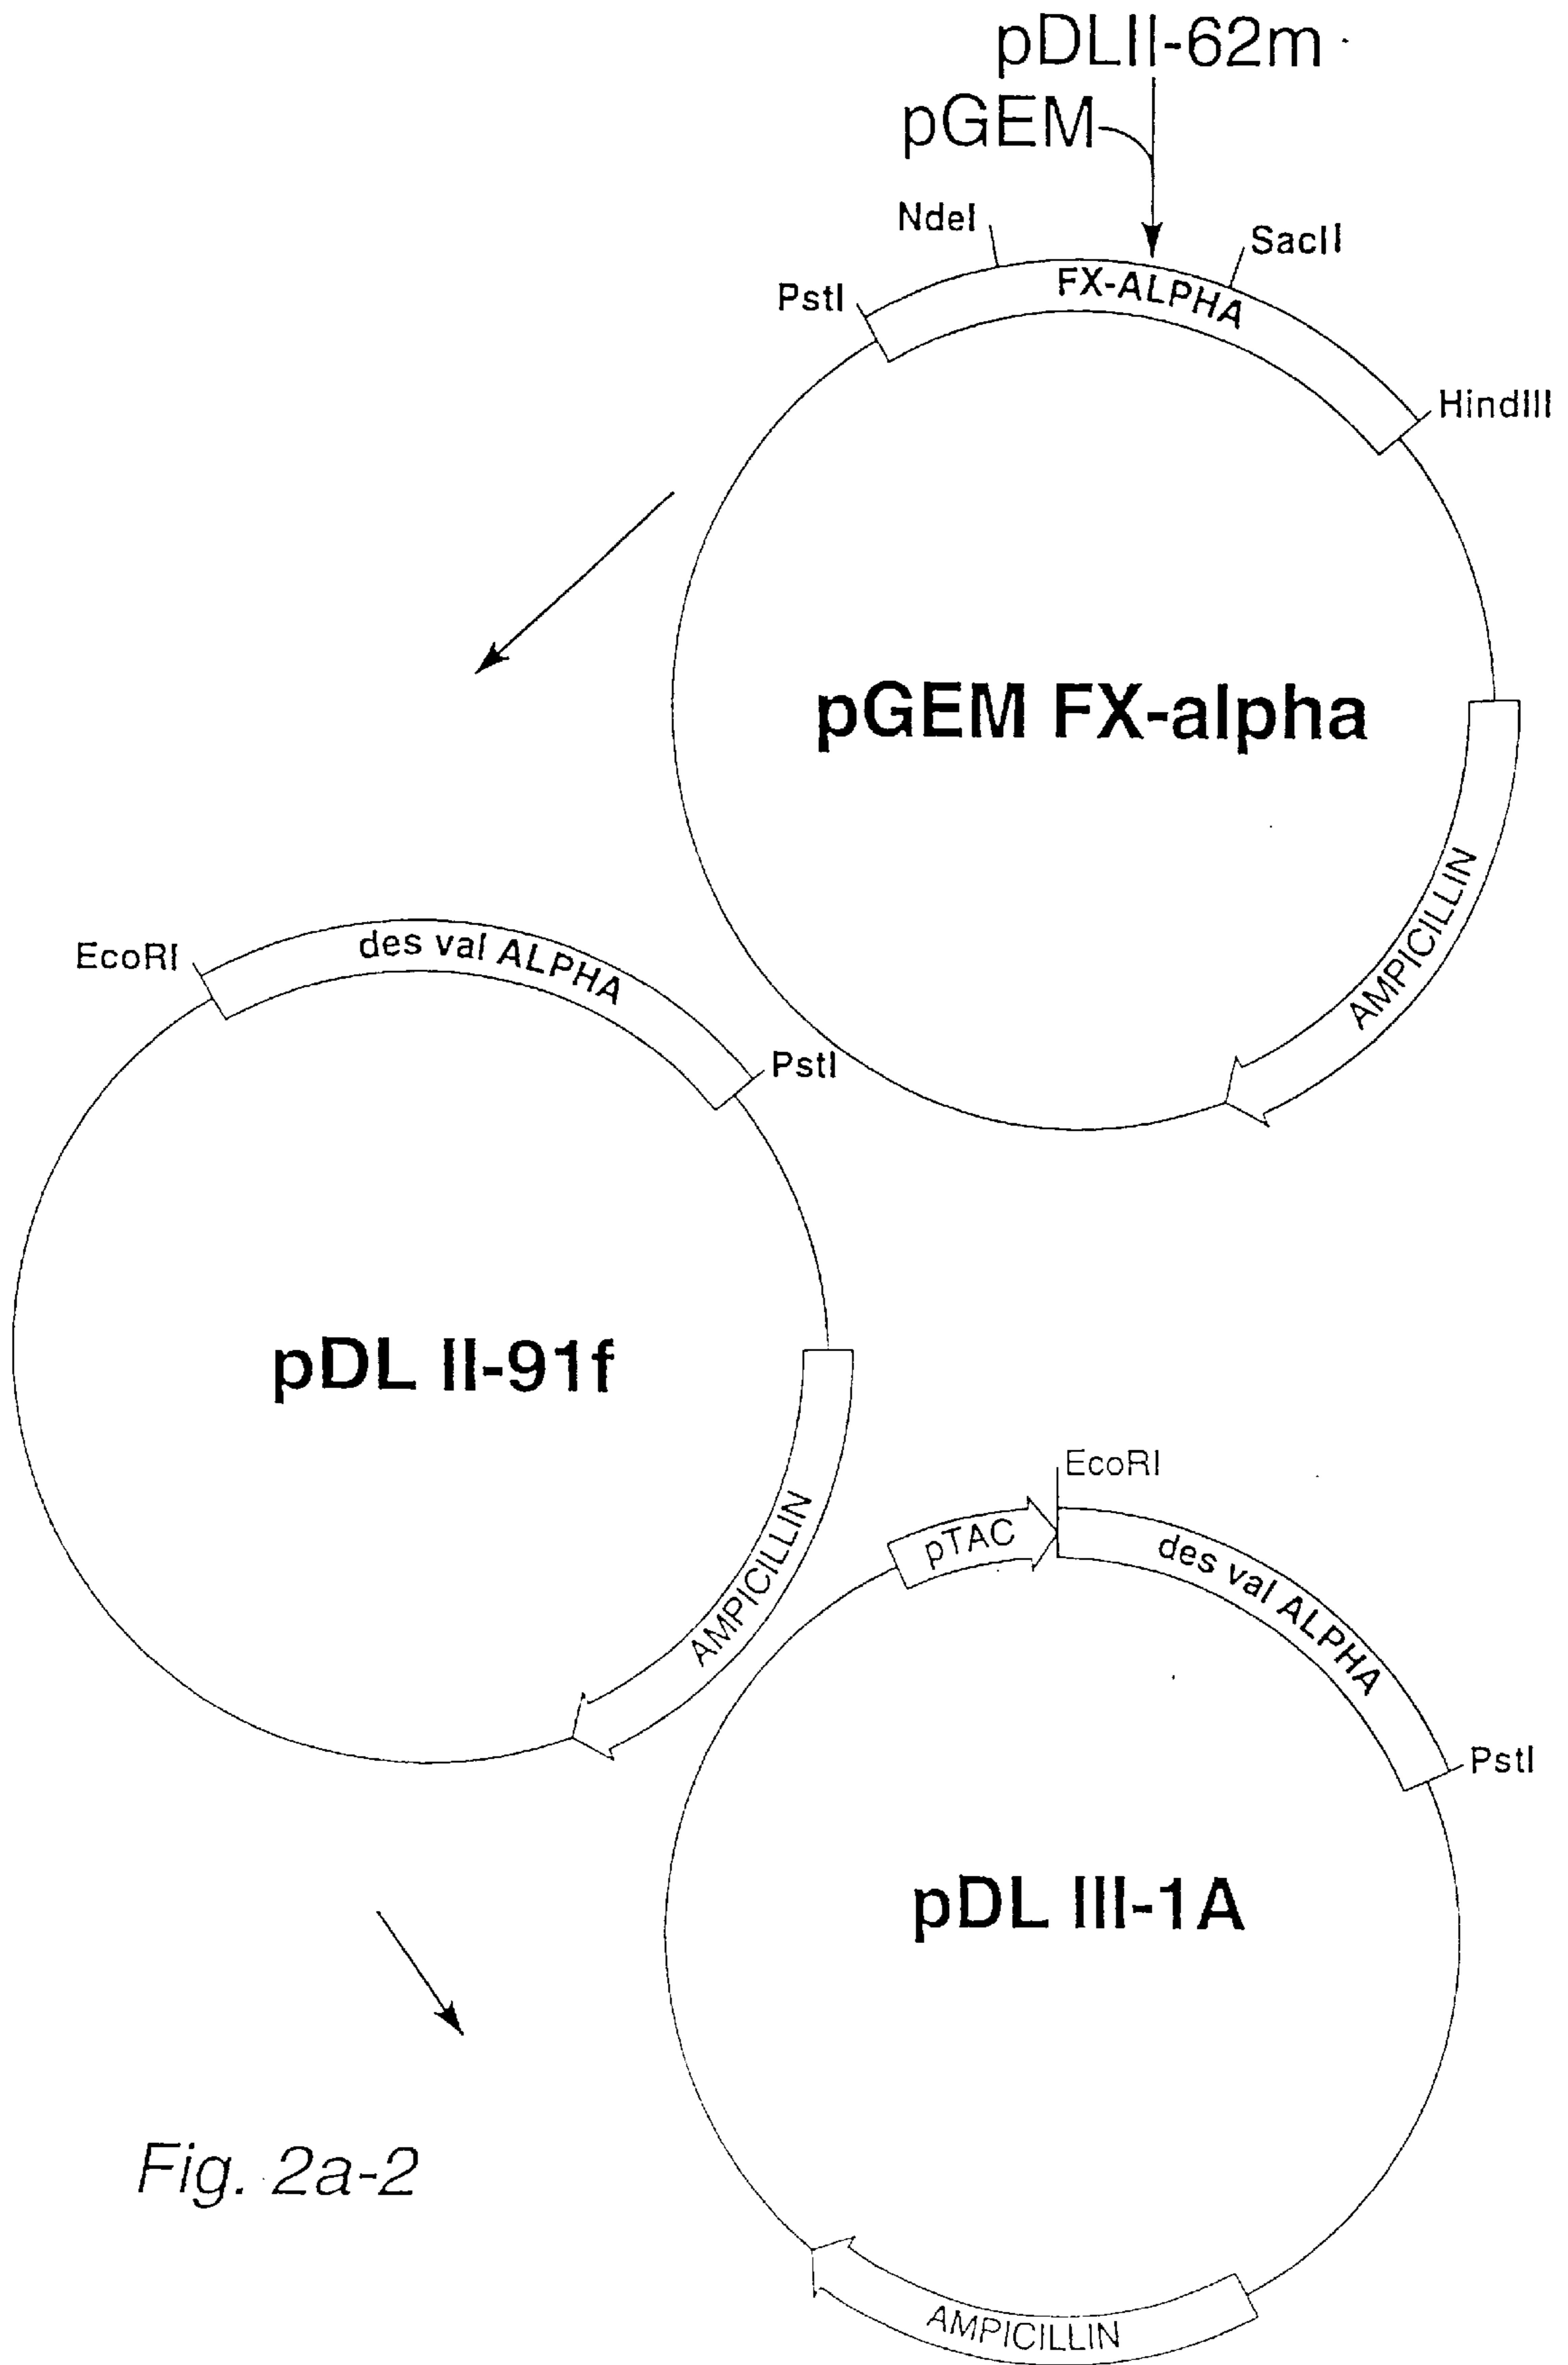 pDLII-62m
pGEM
NdeI
SacII
PstI
FX-ALPHA
HindIII
pGEM FX-alpha
AMPICILLIN
EcoRI
des val ALPHA
PstI
pDL II-91f
AMPICILLIN
EcoRI
pTAC
des val ALPHA
PstI
pDL III-1A
AMPICILLIN
Fig. 2a-2